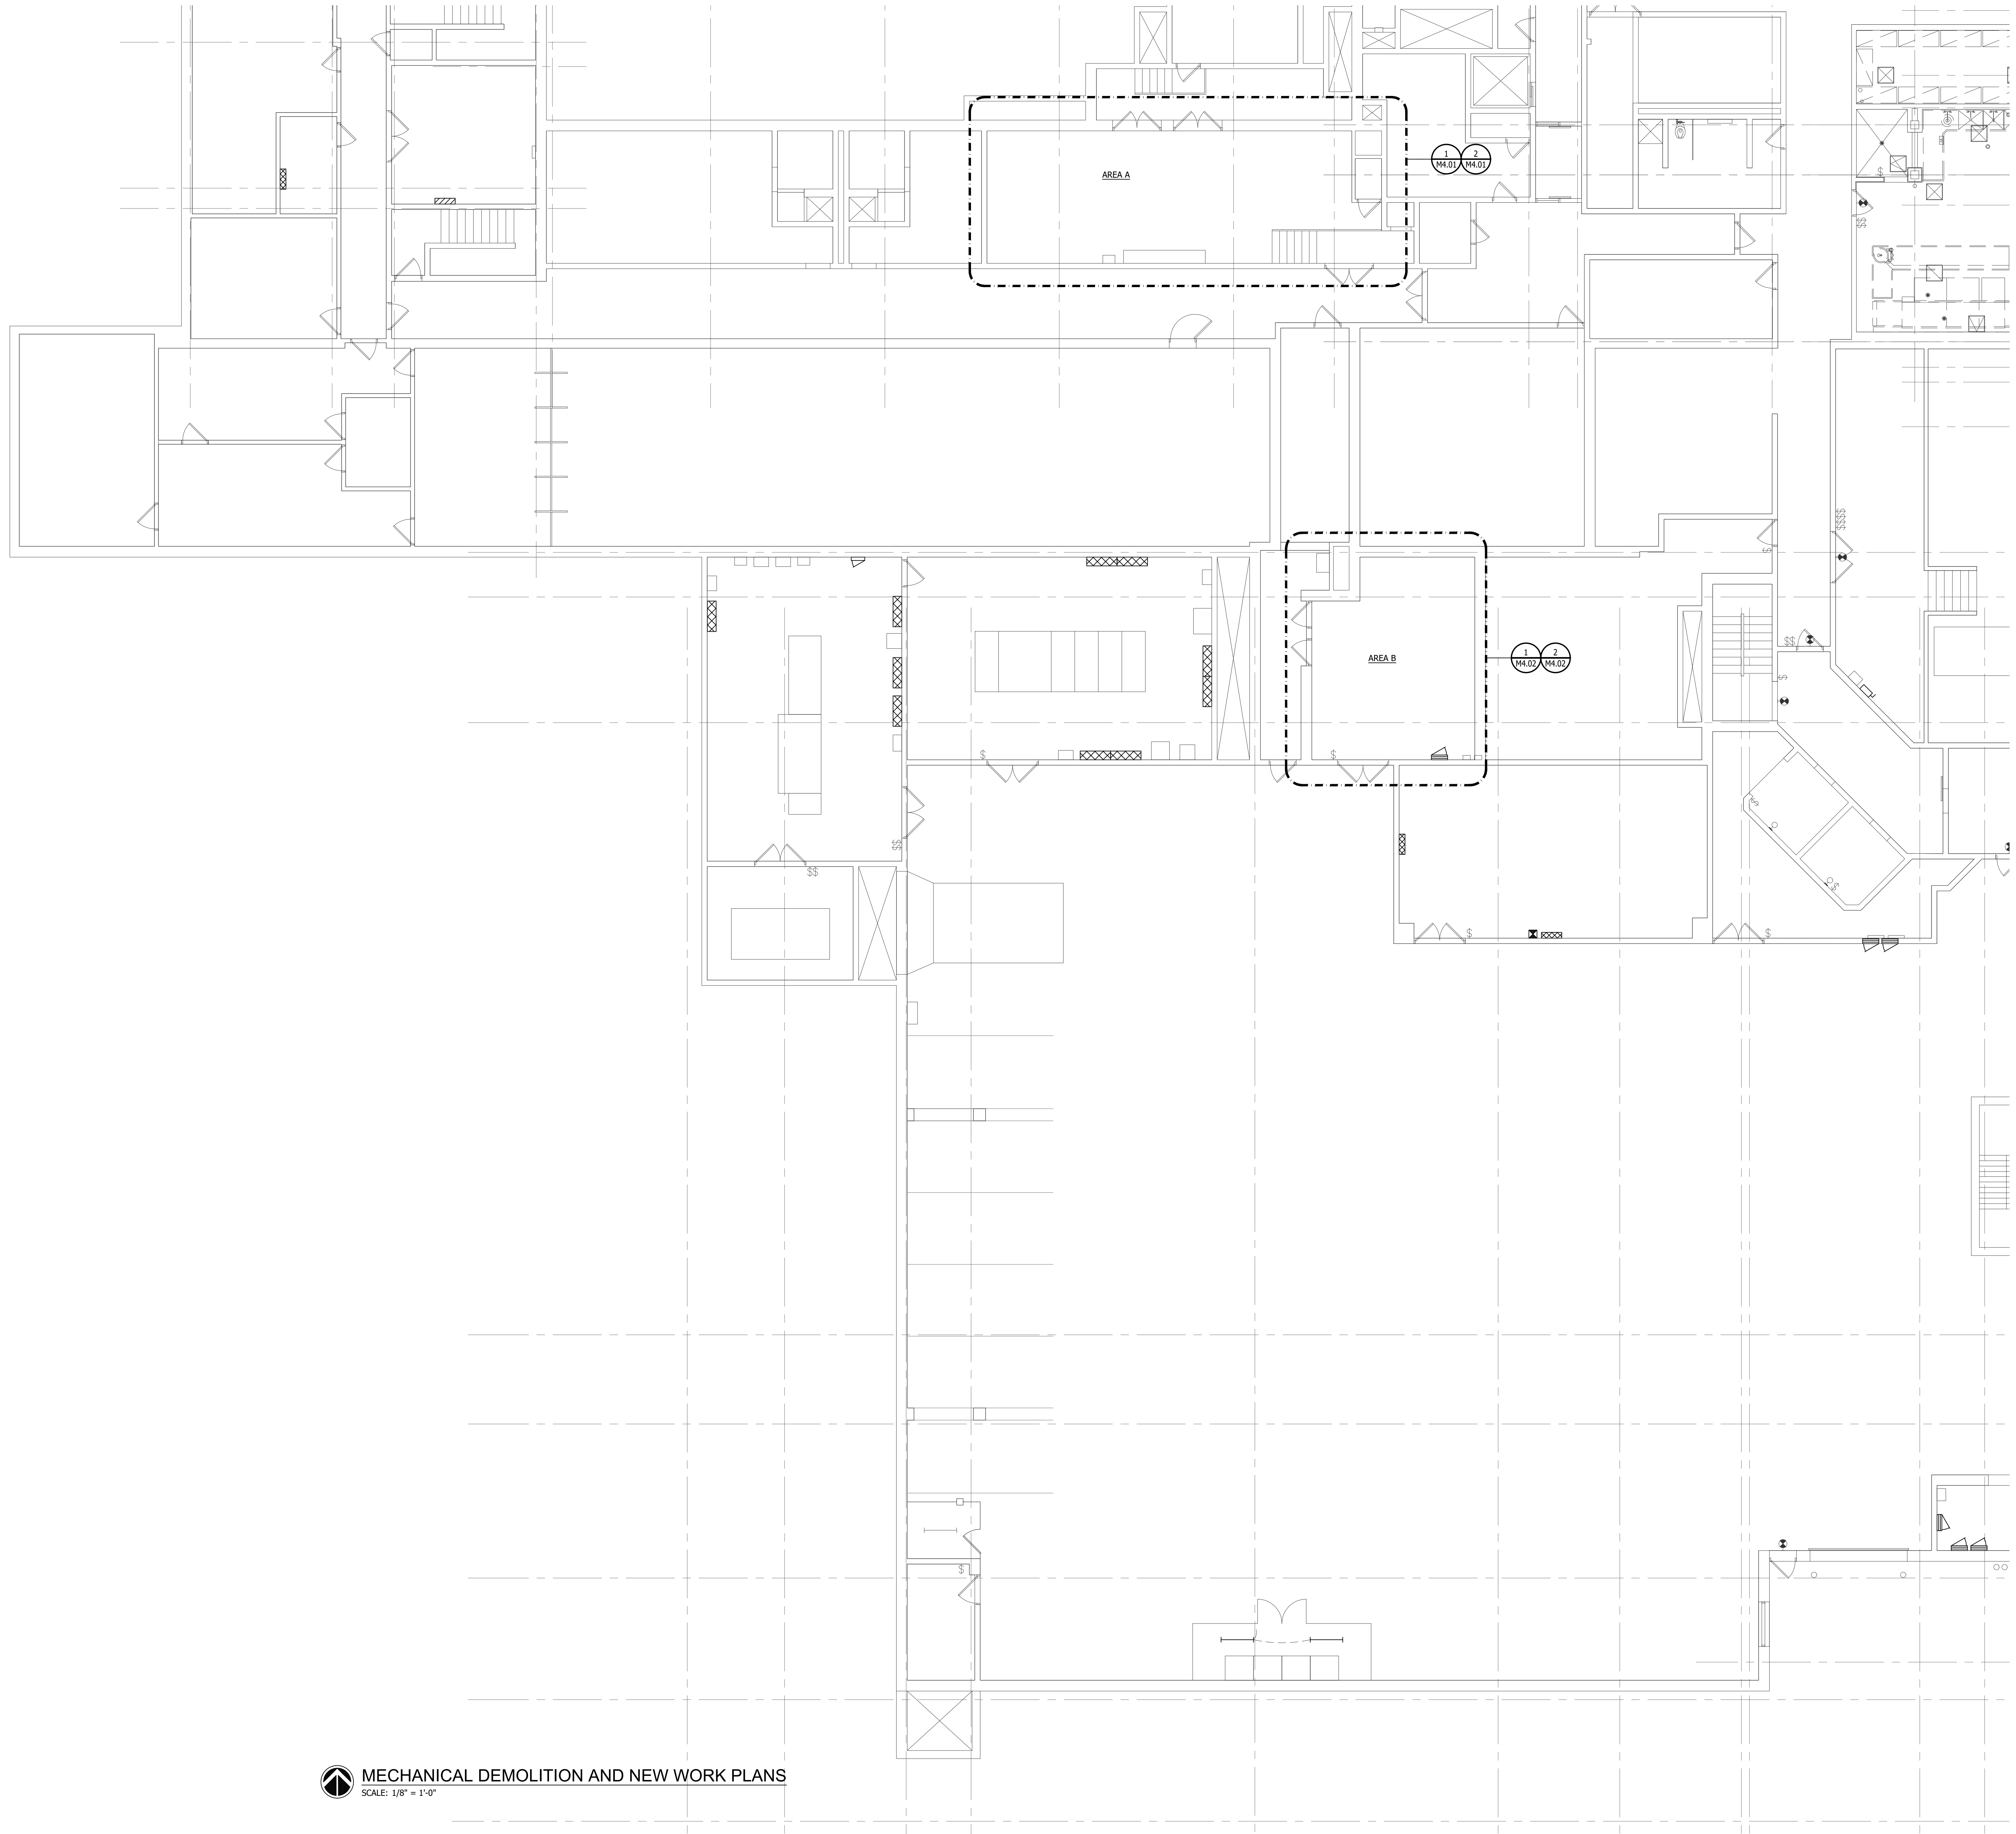 AREA A
1 2
M4.01 M4.01
$
$$
$$$$
$
AREA B
1 2
M4.02 M4.02
$$
$
$
$
$
$$
$$
$
$
$
$
MECHANICAL DEMOLITION AND NEW WORK PLANS
SCALE: 1/8" = 1'-0"